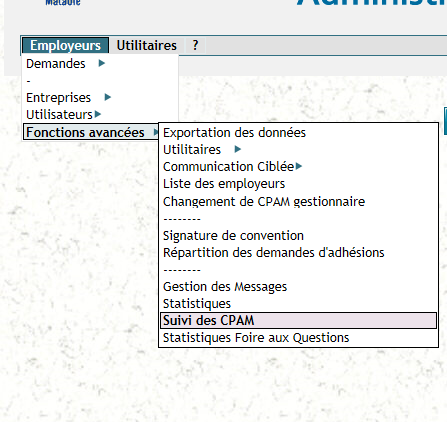 Maladie
Administ
Employeurs Utilitaires ?
Demandes
-
Entreprises
Utilisateurs
Fonctions avancées
Exportation des données
Utilitaires
Communication Ciblée
Liste des employeurs
Changement de CPAM gestionnaire
--------
Signature de convention
Répartition des demandes d'adhésions
--------
Gestion des Messages
Statistiques
Suivi des CPAM
Statistiques Foire aux Questions